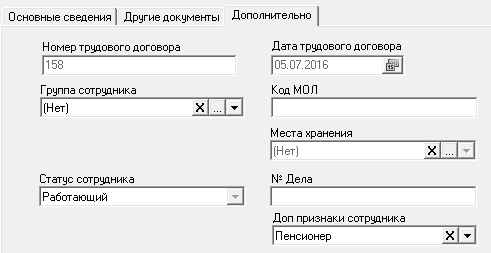 Основные сведения Другие документы Дополнительно
Номер трудового договора Дата трудового договора
158 05.07.2016
Группа сотрудника Код МОЛ
(Нет) X ...
Места хранения
(Нет) X ...
Статус сотрудника № Дела
Работающий
Доп признаки сотрудника
Пенсионер X